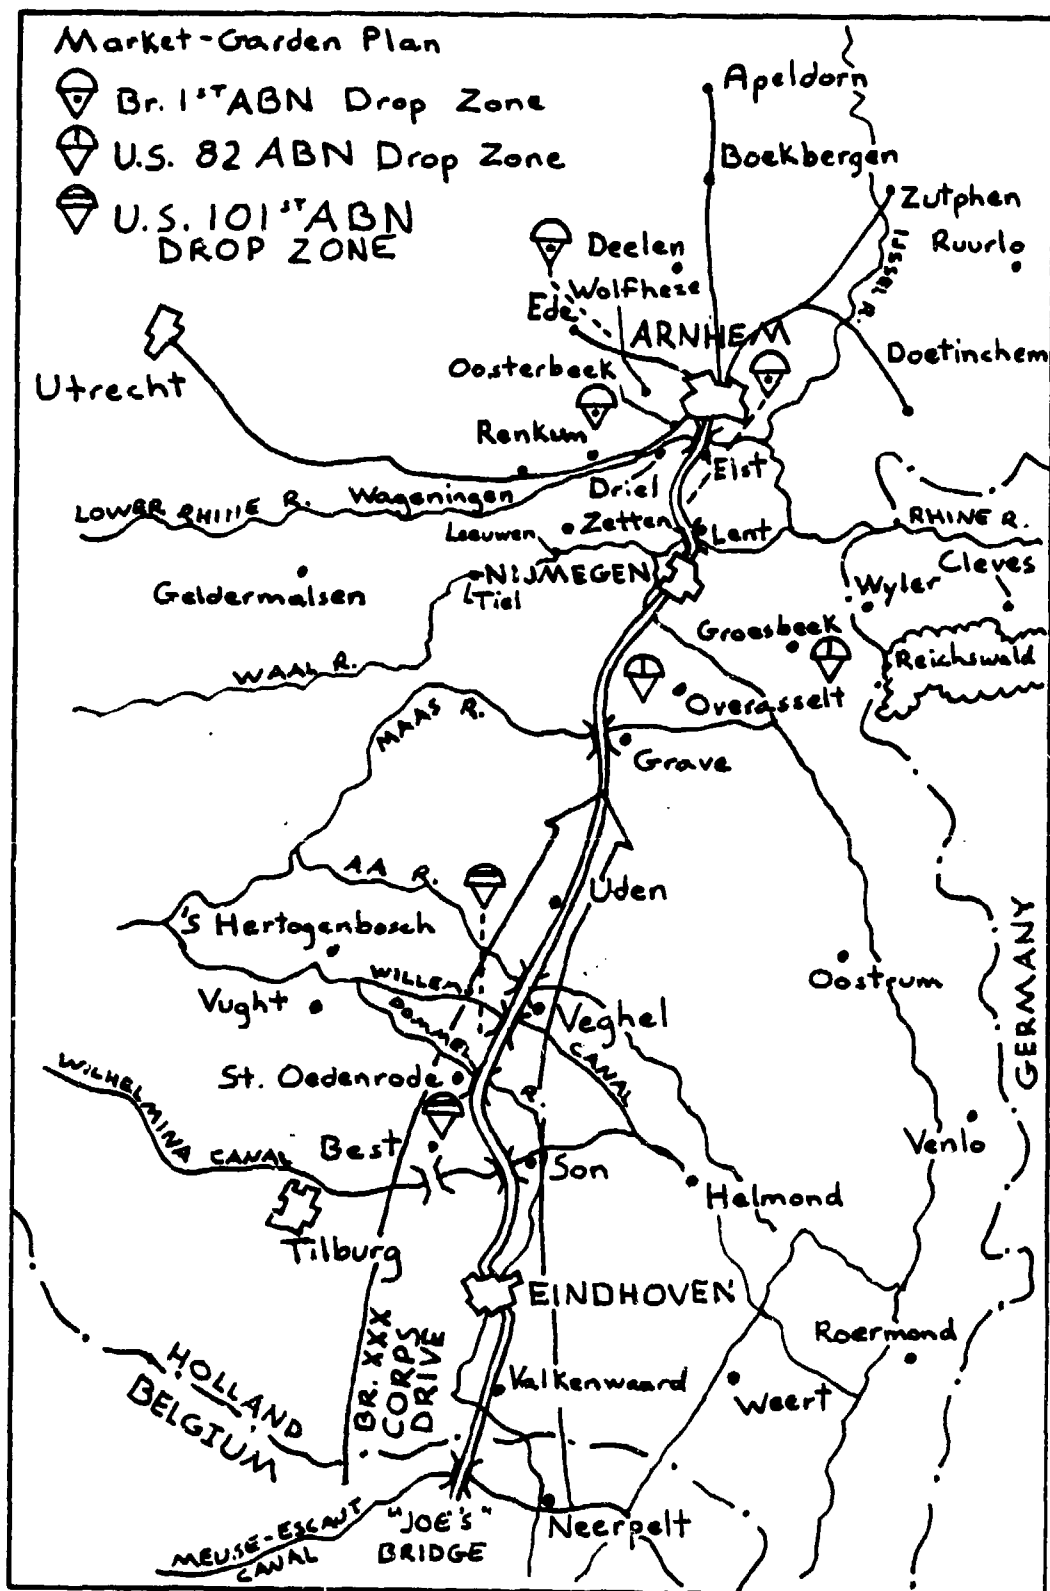 Market-Garden Plan
Br. 1ST ABN Drop Zone
U.S. 82 ABN Drop Zone
U.S. 101ST ABN
DROP ZONE
Apeldorn
Boekbergen
Zutphen
IJSSEL R.
Ruurlo
Deelen
Wolfheze
Ede
ARNHEM
Doetinchem
Oosterbeek
Utrecht
Renkum
Elst
Driel
Wageningen
LOWER RHINE R.
RHINE R.
Leeuwen
Zetten
Lent
Cleves
NIJMEGEN
Tiel
Geldermalsen
Wyler
Groesbeek
Reichswald
WAAL R.
Overasselt
MAAS R.
Grave
AA R.
Uden
'S Hertogenbosch
Oostrum
GERMANY
WILLEMS
CANAL
Vught
Veghel
DOMMEL
R.
St. Oedenrode
WILHELMINA CANAL
Best
Son
Venlo
Helmond
Tilburg
EINDHOVEN
Roermond
BR. XXX
CORPS
DRIVE
HOLLAND
BELGIUM
Valkenwaard
Weert
"JOE'S"
BRIDGE
Neerpelt
MEUSE-ESCAUT
CANAL